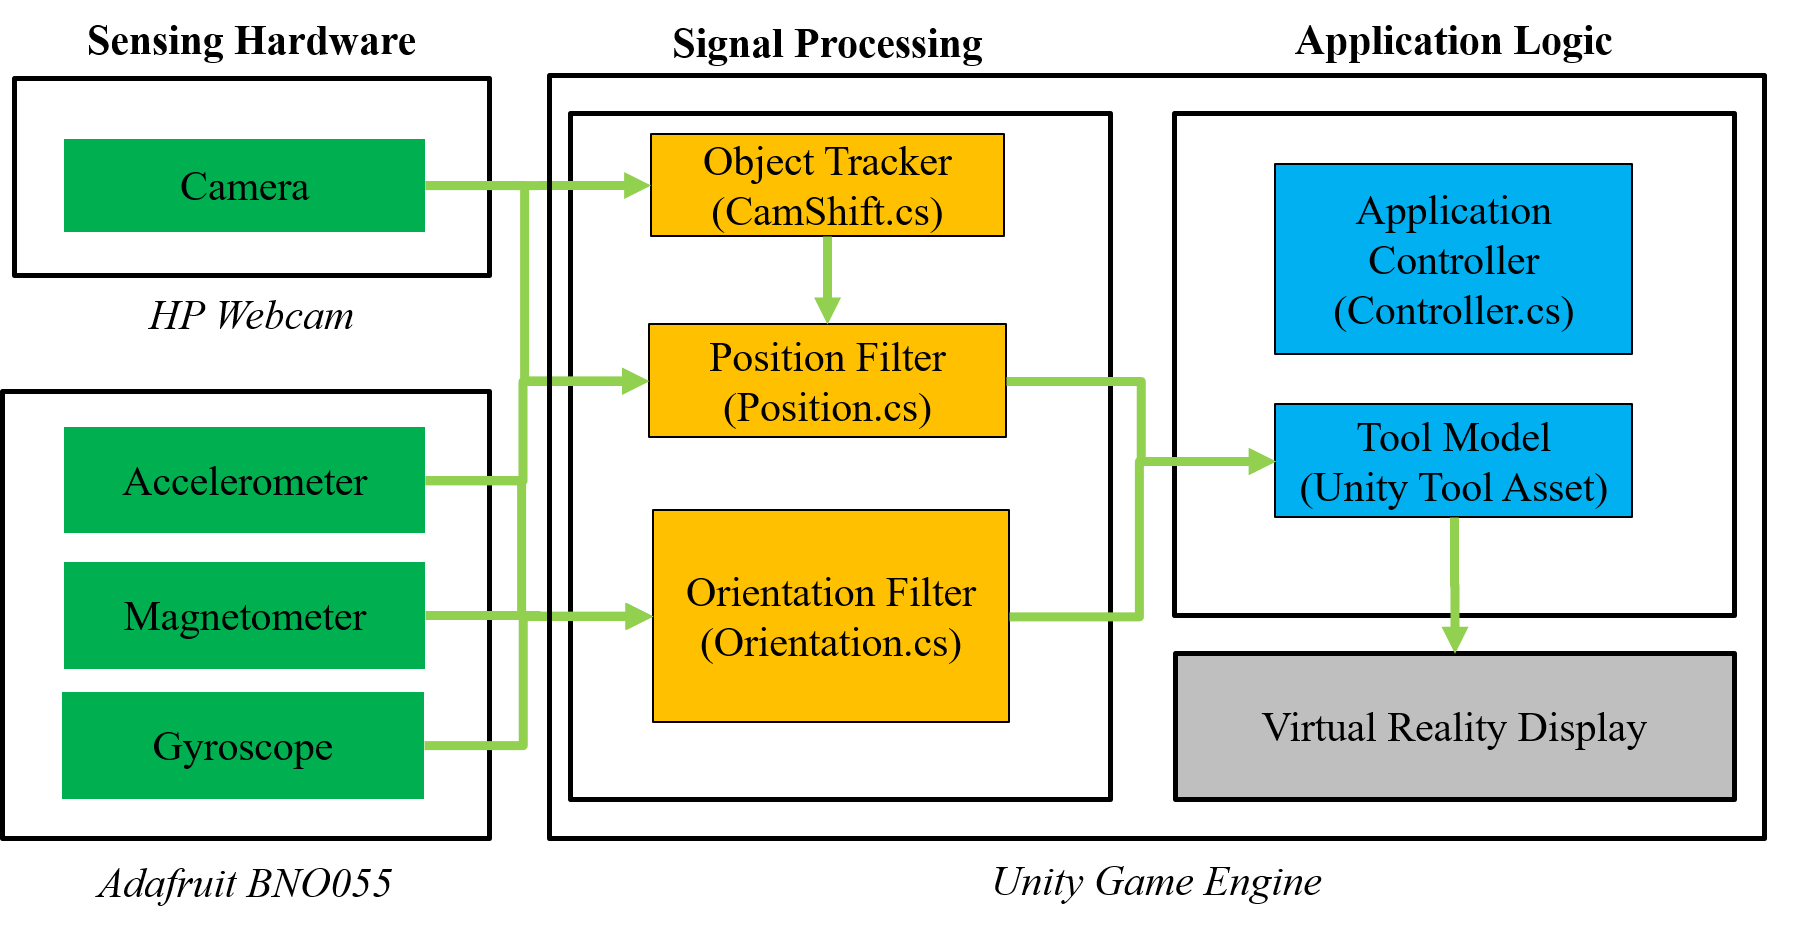 Sensing Hardware
Camera
HP Webcam
Accelerometer
Magnetometer
Gyroscope
Adafruit BNO055
Signal Processing
Object Tracker
(CamShift.cs)
Position Filter
(Position.cs)
Orientation Filter
(Orientation.cs)
Application Logic
Application
Controller
(Controller.cs)
Tool Model
(Unity Tool Asset)
Virtual Reality Display
Unity Game Engine